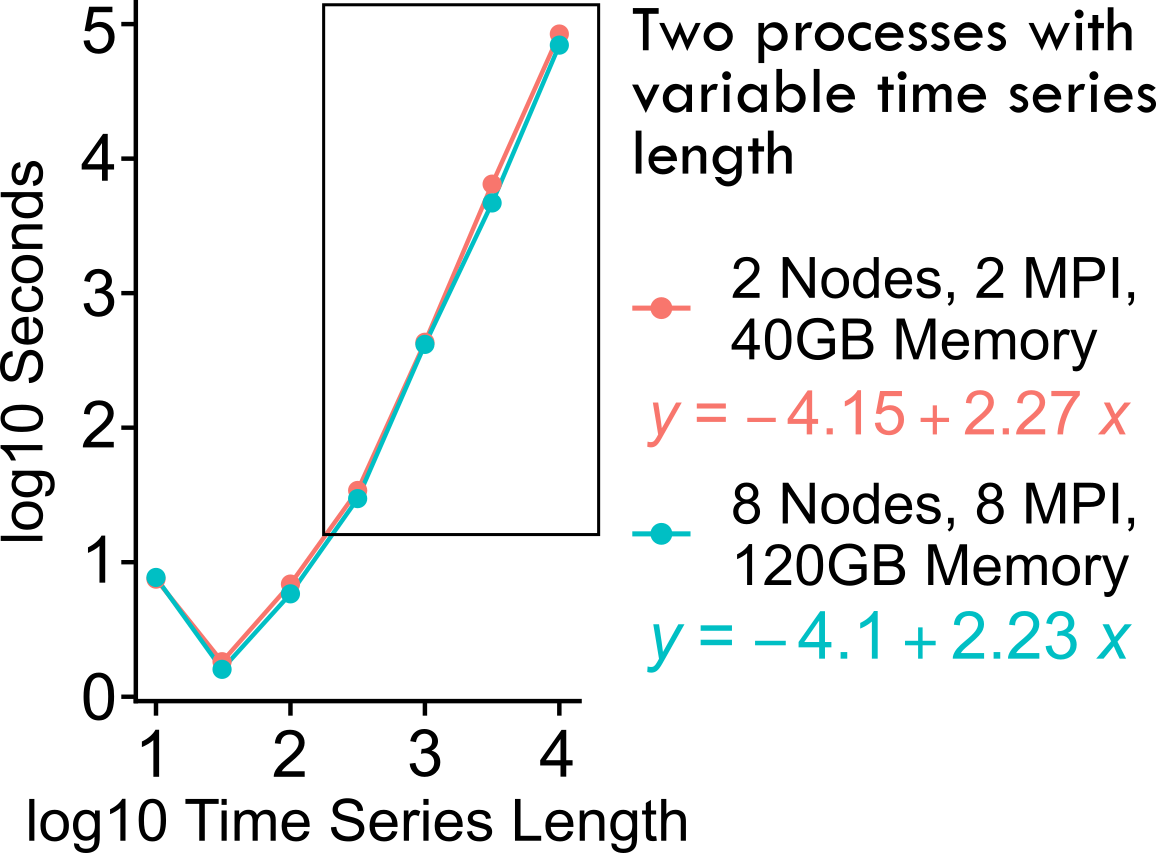 5
4
3
2
1
0
log10 Seconds
1 2 3 4
log10 Time Series Length
Two processes with
variable time series
length
2 Nodes, 2 MPI,
40GB Memory
y = −4.15 + 2.27 x
8 Nodes, 8 MPI,
120GB Memory
y = −4.1 + 2.23 x